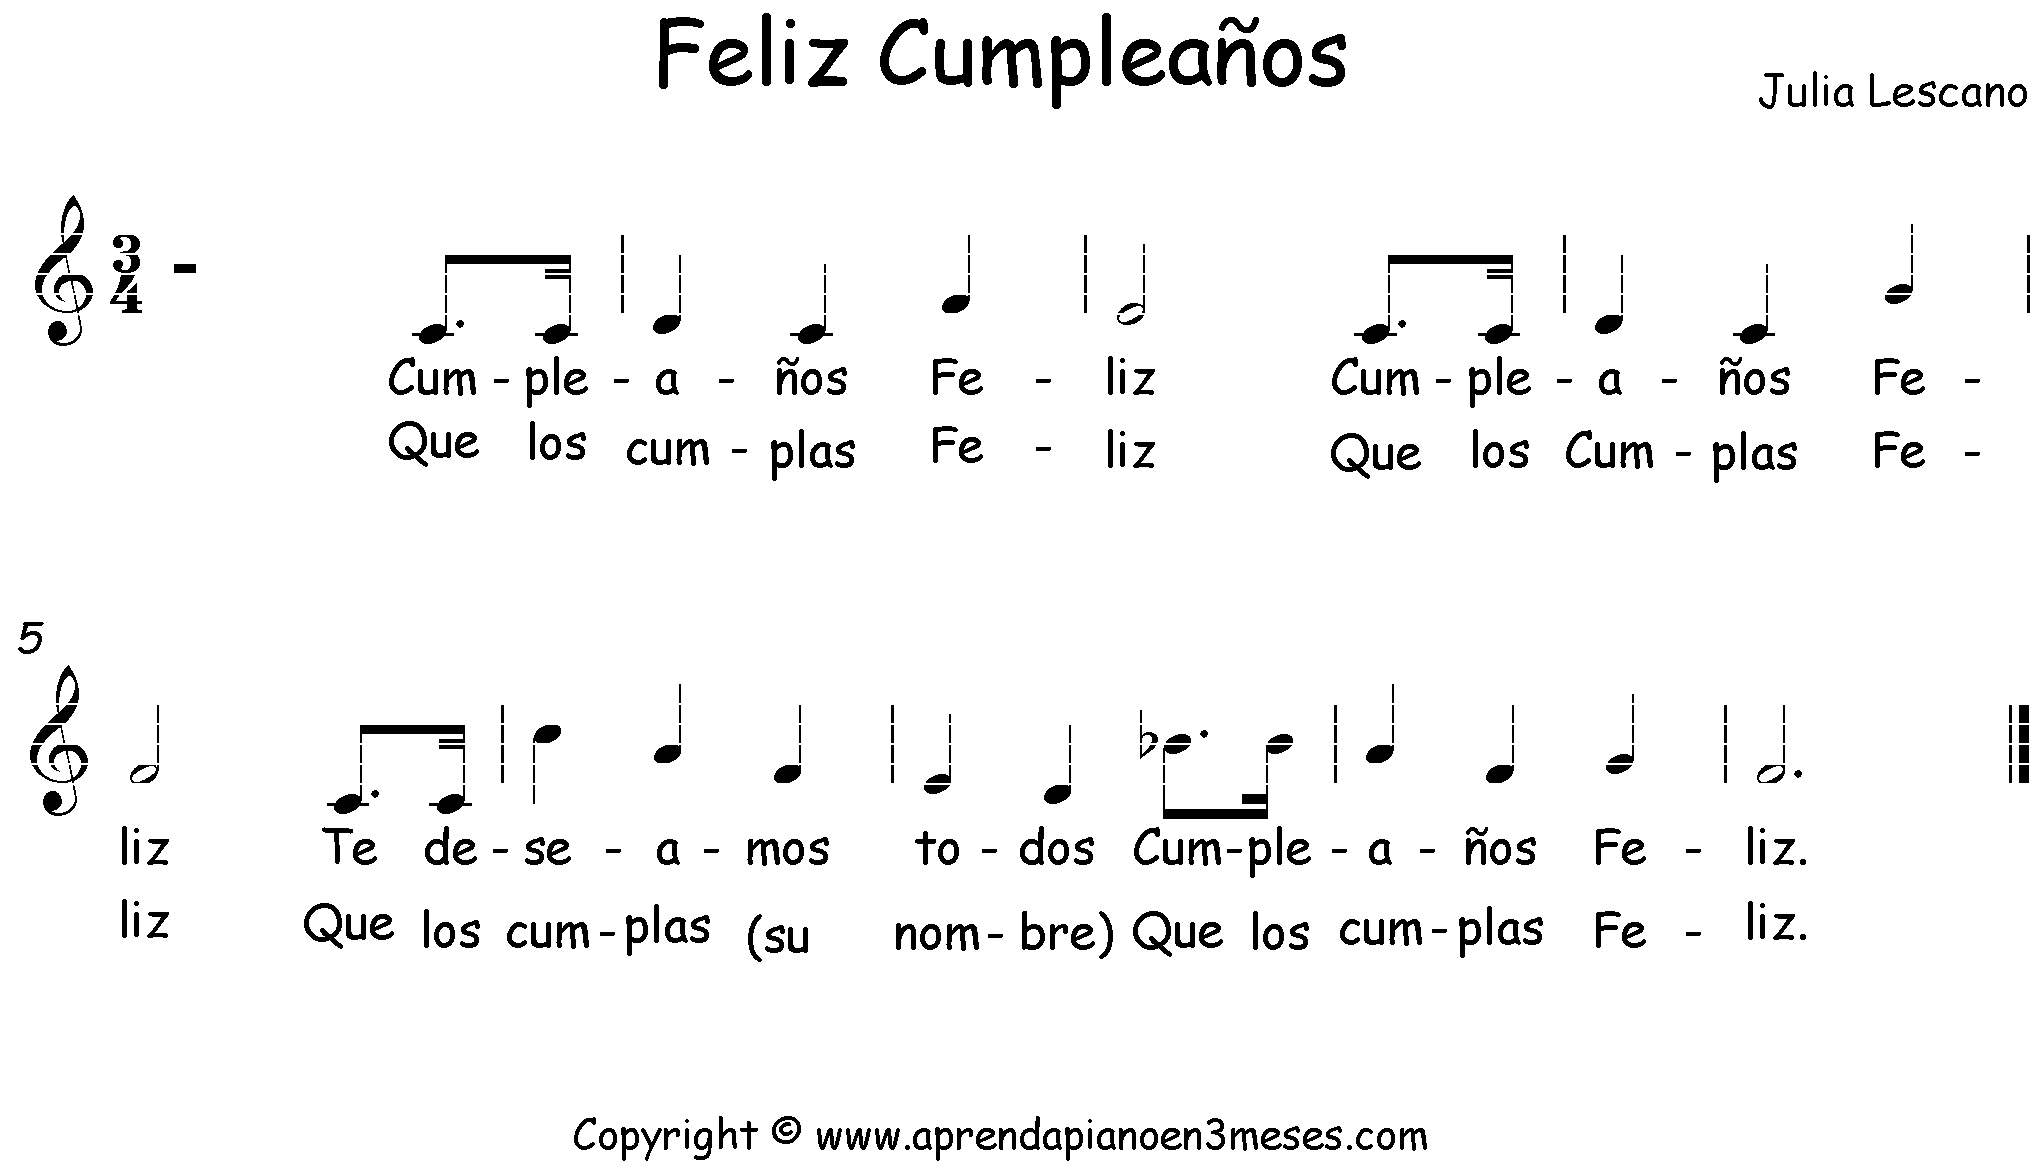 Feliz Cumpleaños
Julia Lescano
3
4
Cum - ple - a - ños Fe - liz Cum - ple - a - ños Fe -
Que los cum - plas Fe - liz Que los Cum - plas Fe -
5
liz Te de - se - a - mos to - dos Cum - ple - a - ños Fe - liz.
liz Que los cum - plas (su nom - bre) Que los cum - plas Fe - liz.
Copyright © www.aprendapianoen3meses.com